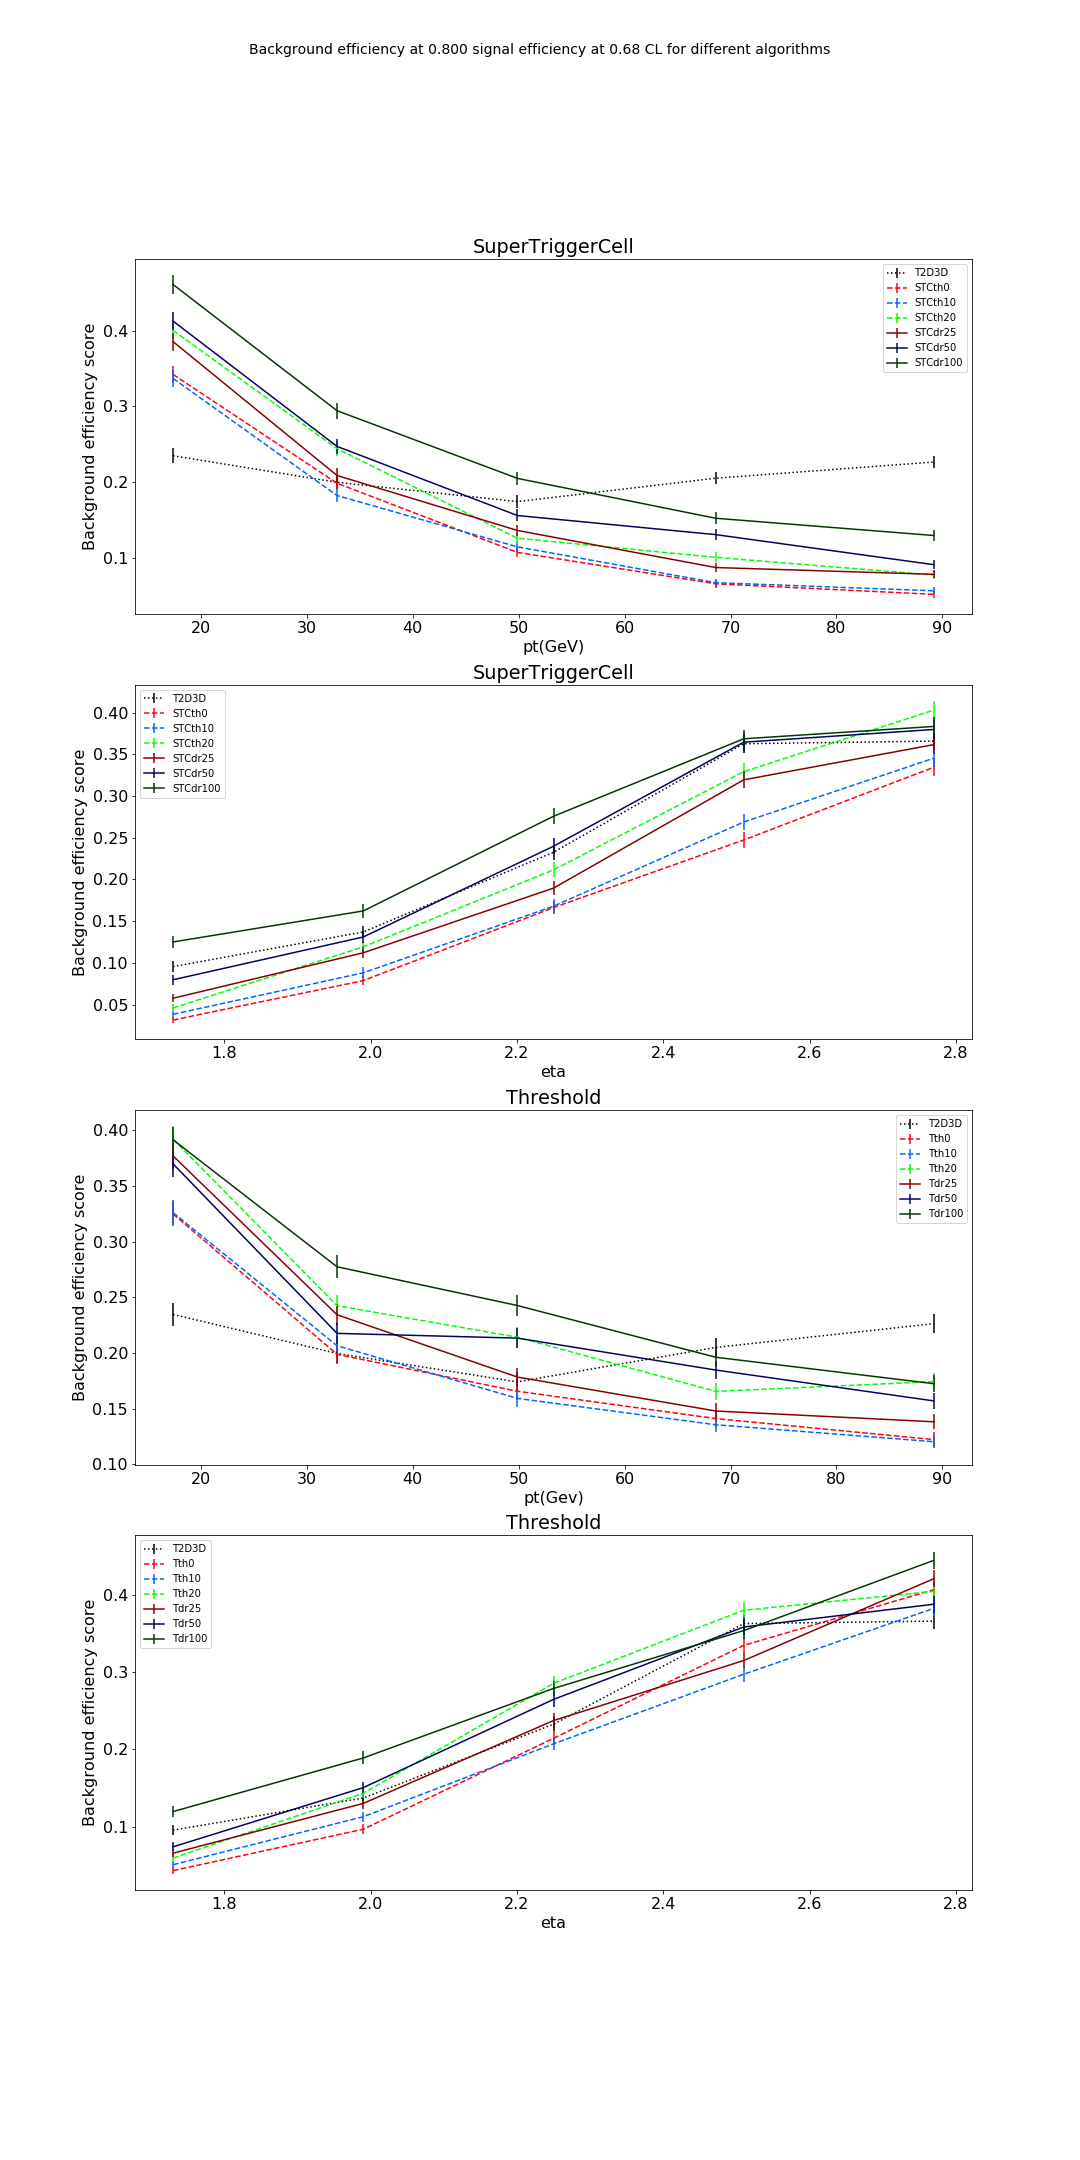 Background efficiency at 0.800 signal efficiency at 0.68 CL for different algorithms
SuperTriggerCell
Background efficiency score
0.4
0.3
0.2
0.1
T2D3D
STCth0
STCth10
STCth20
STCdr25
STCdr50
STCdr100
20 30 40 50 60 70 80 90
pt(GeV)
SuperTriggerCell
Background efficiency score
0.40
0.35
0.30
0.25
0.20
0.15
0.10
0.05
T2D3D
STCth0
STCth10
STCth20
STCdr25
STCdr50
STCdr100
1.8 2.0 2.2 2.4 2.6 2.8
eta
Threshold
Background efficiency score
0.40
0.35
0.30
0.25
0.20
0.15
0.10
T2D3D
Tth0
Tth10
Tth20
Tdr25
Tdr50
Tdr100
20 30 40 50 60 70 80 90
pt(Gev)
Threshold
Background efficiency score
0.4
0.3
0.2
0.1
T2D3D
Tth0
Tth10
Tth20
Tdr25
Tdr50
Tdr100
1.8 2.0 2.2 2.4 2.6 2.8
eta